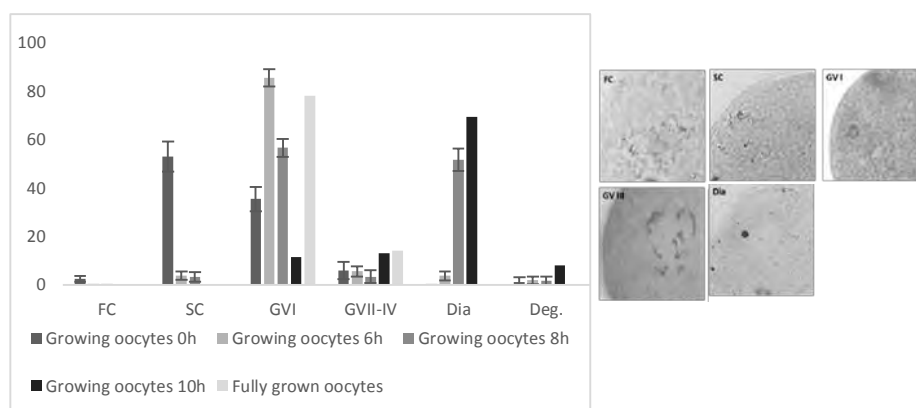 100
80
60
40
20
0
FC SC GVI GVII-IV Dia Deg.
Growing oocytes 0h Growing oocytes 6h Growing oocytes 8h
Growing oocytes 10h Fully grown oocytes
FC SC GV I
GV III Dia